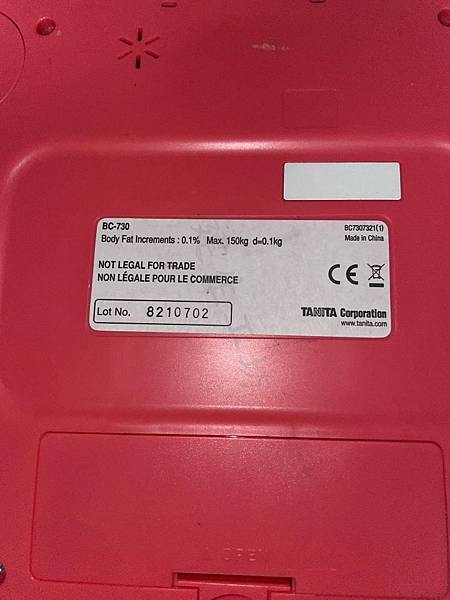 BC-730
BC7307321(1)
Body Fat Increments : 0.1% Max. 150kg d=0.1kg
Made in China
NOT LEGAL FOR TRADE
NON LÉGALE POUR LE COMMERCE
CE
Lot No. 8210702
TANITA Corporation
www.tanita.com
OPEN